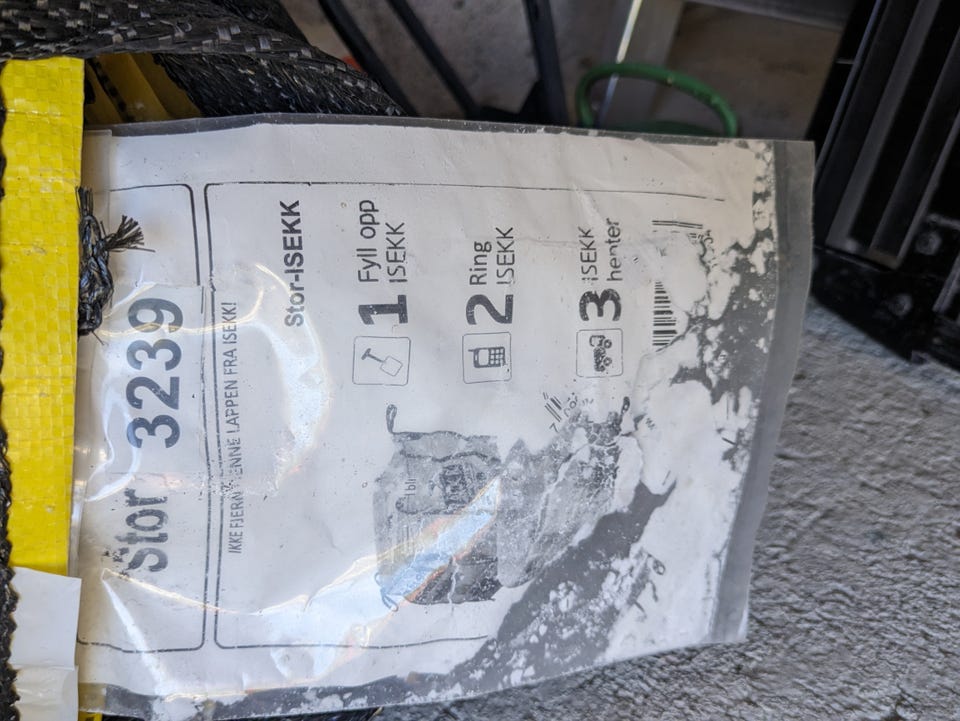 Stor 3239
IKKE FJERN DENNE LAPPEN FRA ISEKK!
Stor-ISEKK
1 Fyll opp
ISEKK
2 Ring
ISEKK
3 ISEKK
henter